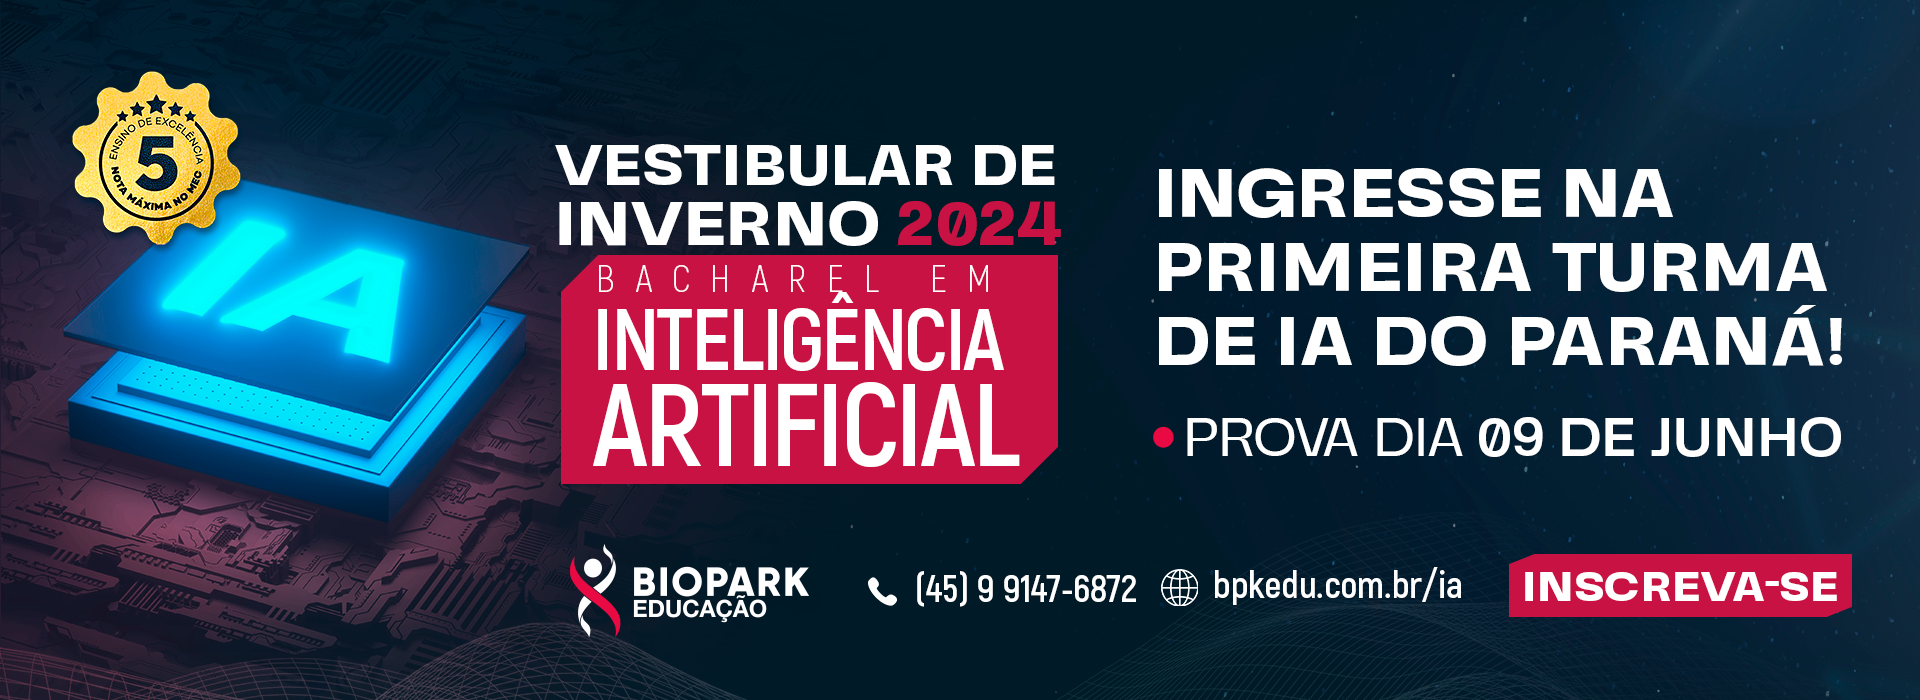 ENSINO DE EXCELÊNCIA
5
NOTA MÁXIMA NO MEC
IA
VESTIBULAR DE
INVERNO 2024
BACHAREL EM
INTELIGÊNCIA
ARTIFICIAL
INGRESSE NA
PRIMEIRA TURMA
DE IA DO PARANÁ!
PROVA DIA 09 DE JUNHO
BIOPARK
EDUCAÇÃO
(45) 9 9147-6872
bpkedu.com.br/ia
INSCREVA-SE